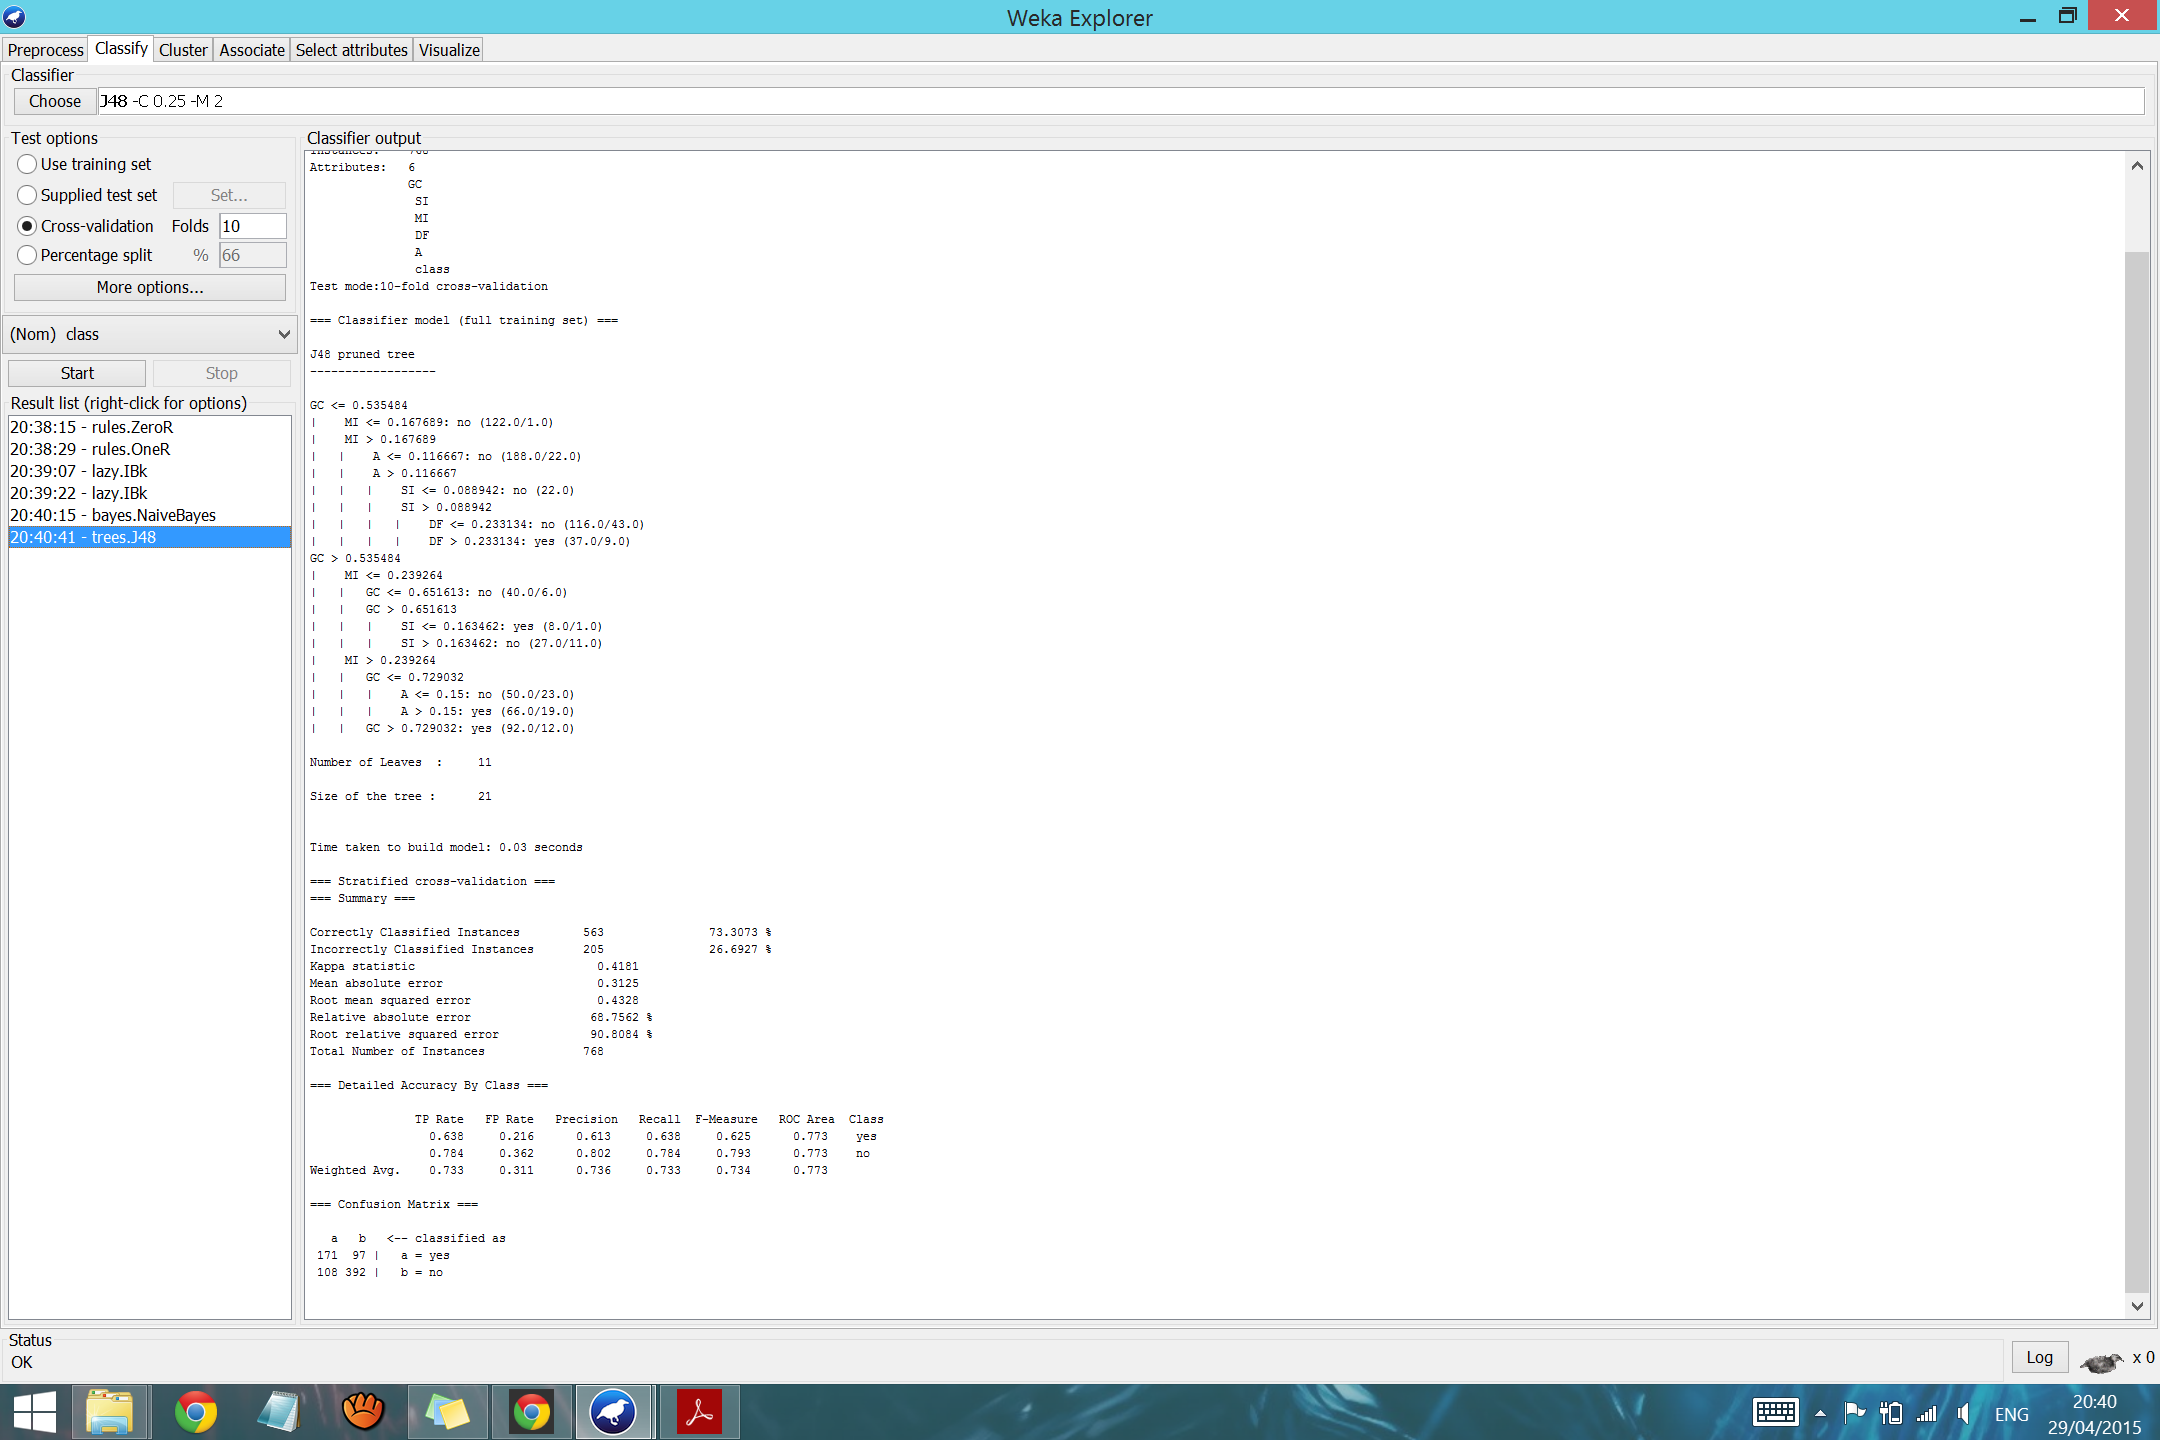 Weka Explorer
Preprocess Classify Cluster Associate Select attributes Visualize
Classifier
Choose J48 -C 0.25 -M 2
Test options
Use training set
Supplied test set Set...
Cross-validation Folds 10
Percentage split % 66
More options...
(Nom) class
Start Stop
Result list (right-click for options)
20:38:15 - rules.ZeroR
20:38:29 - rules.OneR
20:39:07 - lazy.IBk
20:39:22 - lazy.IBk
20:40:15 - bayes.NaiveBayes
20:40:41 - trees.J48
Classifier output
Instances: 768
Attributes: 6
GC
SI
MI
DF
A
class
Test mode:10-fold cross-validation
=== Classifier model (full training set) ===
J48 pruned tree
------------------
GC <= 0.535484
| MI <= 0.167689: no (122.0/1.0)
| MI > 0.167689
| | A <= 0.116667: no (188.0/22.0)
| | A > 0.116667
| | | SI <= 0.088942: no (22.0)
| | | SI > 0.088942
| | | | DF <= 0.233134: no (116.0/43.0)
| | | | DF > 0.233134: yes (37.0/9.0)
GC > 0.535484
| MI <= 0.239264
| | GC <= 0.651613: no (40.0/6.0)
| | GC > 0.651613
| | | SI <= 0.163462: yes (8.0/1.0)
| | | SI > 0.163462: no (27.0/11.0)
| MI > 0.239264
| | GC <= 0.729032
| | | A <= 0.15: no (50.0/23.0)
| | | A > 0.15: yes (66.0/19.0)
| | GC > 0.729032: yes (92.0/12.0)
Number of Leaves : 11
Size of the tree : 21
Time taken to build model: 0.03 seconds
=== Stratified cross-validation ===
=== Summary ===
Correctly Classified Instances 563 73.3073 %
Incorrectly Classified Instances 205 26.6927 %
Kappa statistic 0.4181
Mean absolute error 0.3125
Root mean squared error 0.4328
Relative absolute error 68.7562 %
Root relative squared error 90.8084 %
Total Number of Instances 768
=== Detailed Accuracy By Class ===
TP Rate FP Rate Precision Recall F-Measure ROC Area Class
0.638 0.216 0.613 0.638 0.625 0.773 yes
0.784 0.362 0.802 0.784 0.793 0.773 no
Weighted Avg. 0.733 0.311 0.736 0.733 0.734 0.773
=== Confusion Matrix ===
a b <-- classified as
171 97 | a = yes
108 392 | b = no
Status
OK
Log x 0
ENG
20:40
29/04/2015